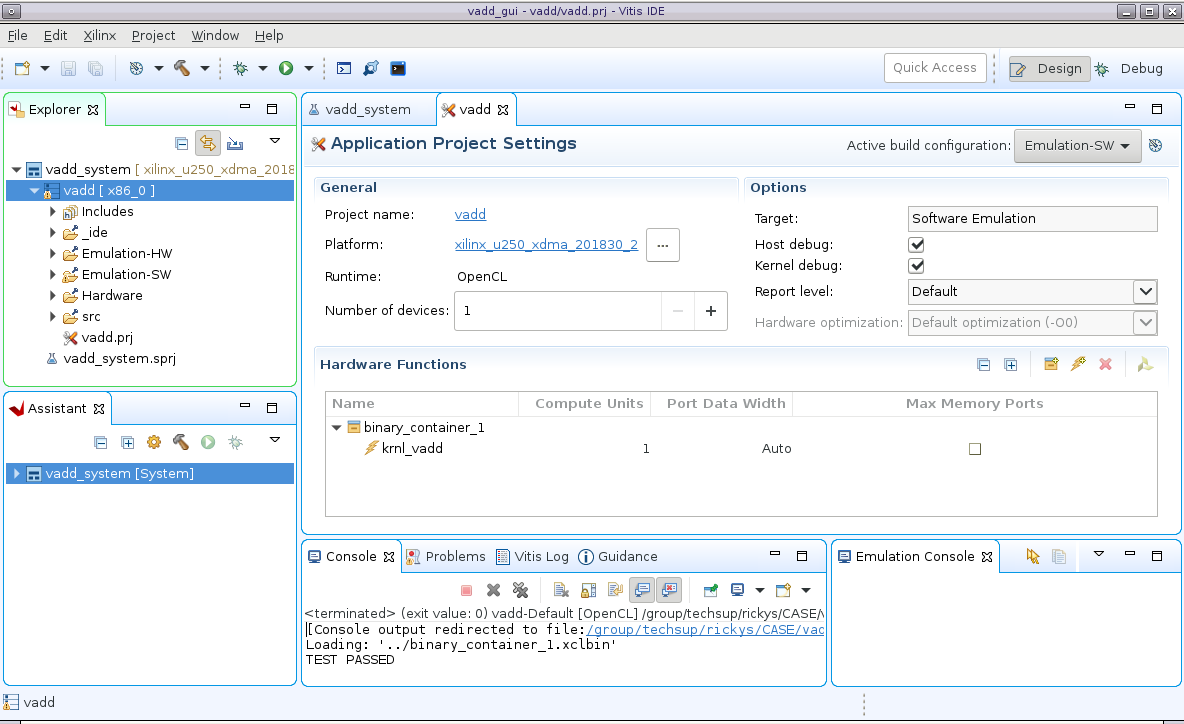 vadd_gui - vadd/vadd.prj - Vitis IDE
File Edit Xilinx Project Window Help
Quick Access
Design
Debug
Explorer
vadd_system [ xilinx_u250_xdma_2018
vadd [ x86_0 ]
Includes
_ide
Emulation-HW
Emulation-SW
Hardware
src
vadd.prj
vadd_system.sprj
Assistant
vadd_system [System]
vadd_system
vadd
Application Project Settings
Active build configuration: Emulation-SW
General
Project name: vadd
Platform: xilinx_u250_xdma_201830_2 ...
Runtime: OpenCL
Number of devices: 1
Options
Target: Software Emulation
Host debug:
Kernel debug:
Report level: Default
Hardware optimization: Default optimization (-O0)
Hardware Functions
Name Compute Units Port Data Width Max Memory Ports
binary_container_1
krnl_vadd 1 Auto
Console Problems Vitis Log Guidance
<terminated> (exit value: 0) vadd-Default [OpenCL] /group/techsup/rickys/CASE/
[Console output redirected to file:/group/techsup/rickys/CASE/vad
Loading: '../binary_container_1.xclbin'
TEST PASSED
Emulation Console
vadd